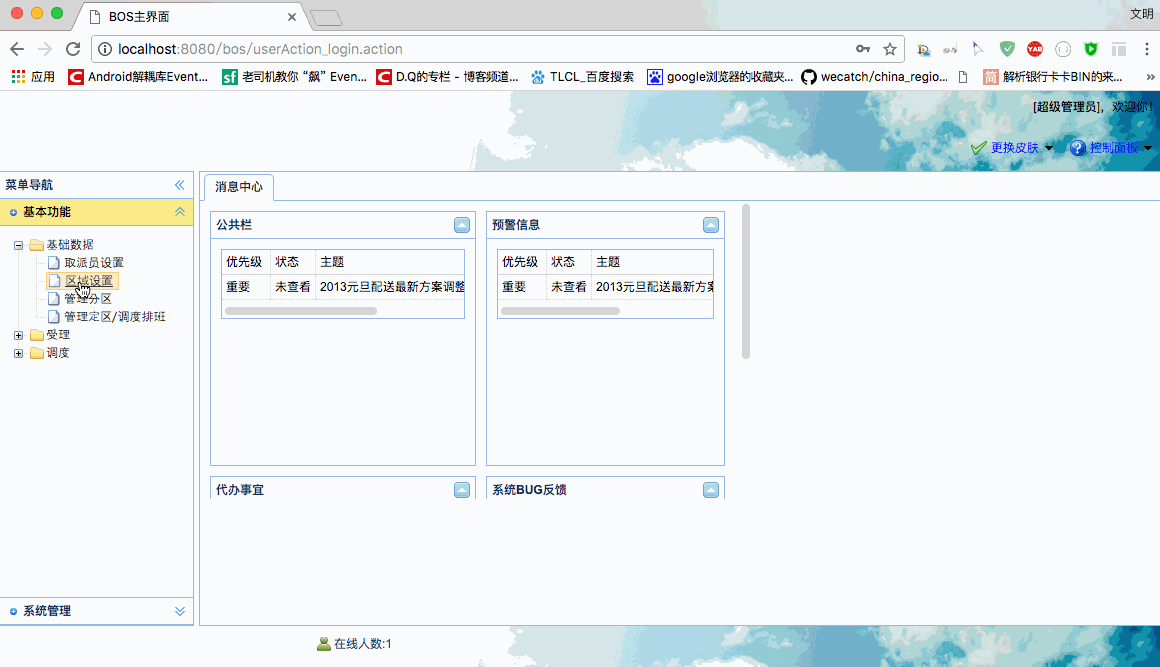 BOS主界面
文明
localhost:8080/bos/userAction_login.action
应用 Android解耦库Event... 老司机教你“飙”Even... D.Q的专栏 - 博客频道... TLCL_百度搜索 google浏览器的收藏夹... wecatch/china_regio... 解析银行卡卡BIN的来... »
[超级管理员]，欢迎你！
更换皮肤 控制面板
菜单导航
基本功能
基础数据
取派员设置
区域设置
管理分区
管理定区/调度排班
受理
调度
系统管理
消息中心
公共栏
优先级 状态 主题
重要 未查看 2013元旦配送最新方案调整
预警信息
优先级 状态 主题
重要 未查看 2013元旦配送最新方案
代办事宜
系统BUG反馈
在线人数:1